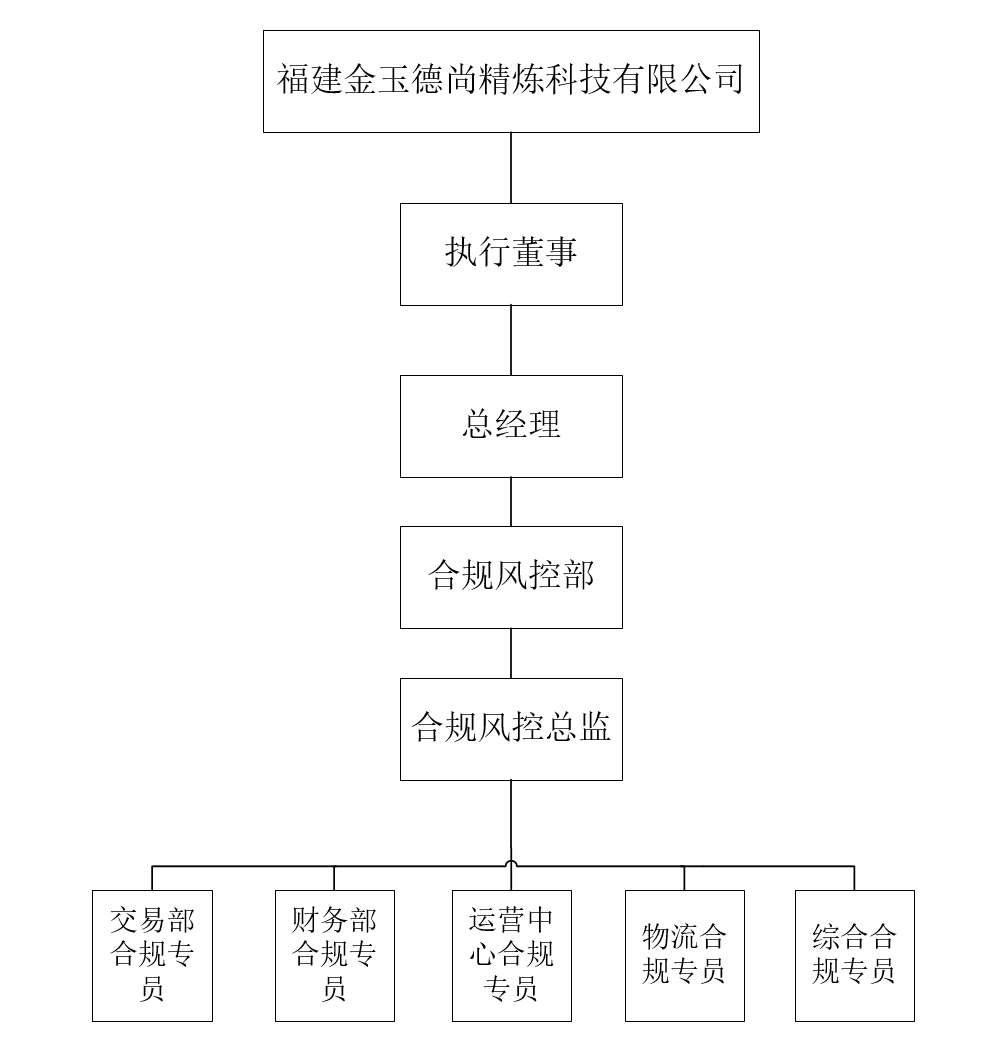 福建金玉德尚精炼科技有限公司
执行董事
总经理
合规风控部
合规风控总监
交易部
合规专
员
财务部
合规专
员
运营中
心合规
专员
物流合
规专员
综合合
规专员